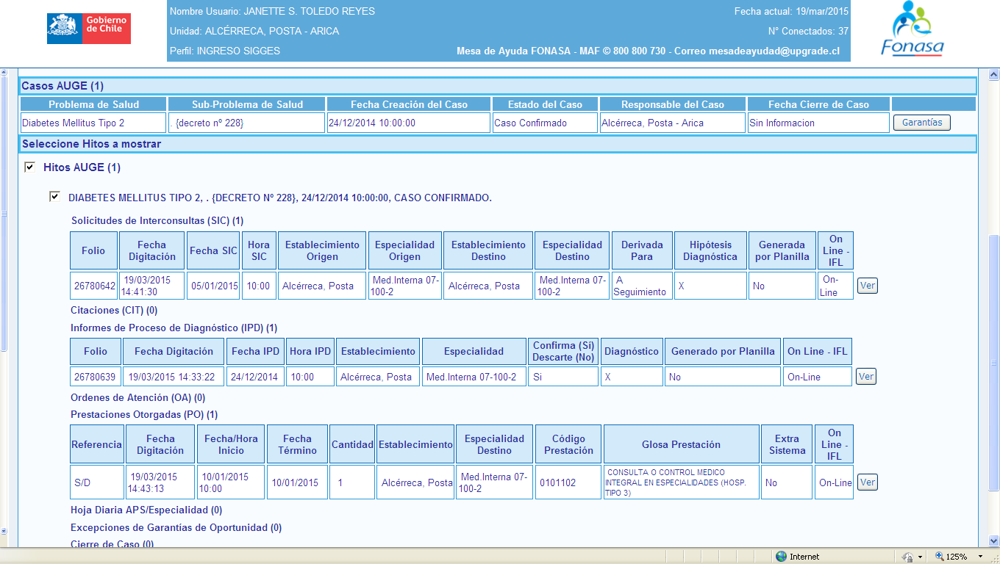 Gobierno
de Chile
Nombre Usuario: JANETTE S. TOLEDO REYES
Fecha actual: 19/mar/2015
Unidad: ALCÉRRECA, POSTA - ARICA
N° Conectados: 37
Perfil: INGRESO SIGGES
Mesa de Ayuda FONASA - MAF © 800 800 730 - Correo mesadeayudad@upgrade.cl
Fonasa
Casos AUGE (1)
Problema de Salud Sub-Problema de Salud Fecha Creación del Caso Estado del Caso Responsable del Caso Fecha Cierre de Caso
Diabetes Mellitus Tipo 2 . {decreto nº 228} 24/12/2014 10:00:00 Caso Confirmado Alcérreca, Posta - Arica Sin Informacion Garantías
Seleccione Hitos a mostrar
Hitos AUGE (1)
DIABETES MELLITUS TIPO 2, . {DECRETO Nº 228}, 24/12/2014 10:00:00, CASO CONFIRMADO.
Solicitudes de Interconsultas (SIC) (1)
Folio Fecha Digitación Fecha SIC Hora SIC Establecimiento Origen Especialidad Origen Establecimiento Destino Especialidad Destino Derivada Para Hipótesis Diagnóstica Generada por Planilla On Line - IFL
26780642 19/03/2015 14:41:30 05/01/2015 10:00 Alcérreca, Posta Med.Interna 07-100-2 Alcérreca, Posta Med.Interna 07-100-2 A Seguimiento X No On-Line Ver
Citaciones (CIT) (0)
Informes de Proceso de Diagnóstico (IPD) (1)
Folio Fecha Digitación Fecha IPD Hora IPD Establecimiento Especialidad Confirma (Sí) Descarte (No) Diagnóstico Generado por Planilla On Line - IFL
26780639 19/03/2015 14:33:22 24/12/2014 10:00 Alcérreca, Posta Med.Interna 07-100-2 Si X No On-Line Ver
Ordenes de Atención (OA) (0)
Prestaciones Otorgadas (PO) (1)
Referencia Fecha Digitación Fecha/Hora Inicio Fecha Término Cantidad Establecimiento Especialidad Destino Código Prestación Glosa Prestación Extra Sistema On Line - IFL
S/D 19/03/2015 14:43:13 10/01/2015 10:00 10/01/2015 1 Alcérreca, Posta Med.Interna 07-100-2 0101102 CONSULTA O CONTROL MEDICO INTEGRAL EN ESPECIALIDADES (HOSP. TIPO 3) No On-Line Ver
Hoja Diaria APS/Especialidad (0)
Excepciones de Garantías de Oportunidad (0)
Cierre de Caso (0)
Internet
125%